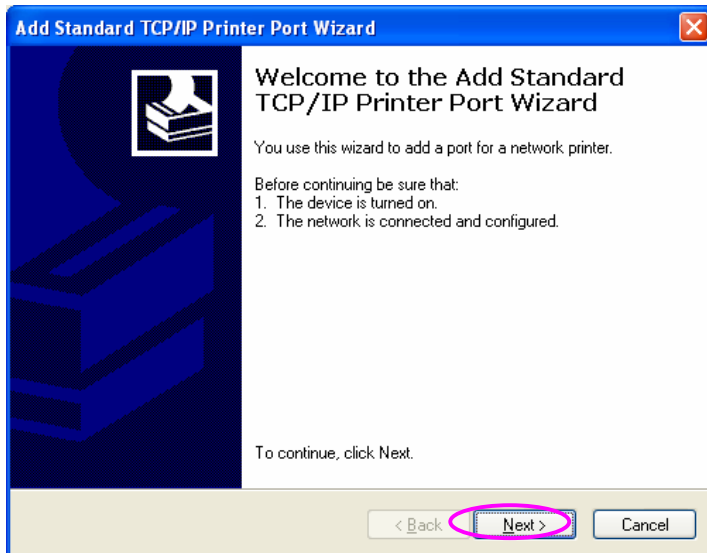 Add Standard TCP/IP Printer Port Wizard
Welcome to the Add Standard
TCP/IP Printer Port Wizard
You use this wizard to add a port for a network printer.
Before continuing be sure that:
1. The device is turned on.
2. The network is connected and configured.
To continue, click Next.
< Back Next > Cancel